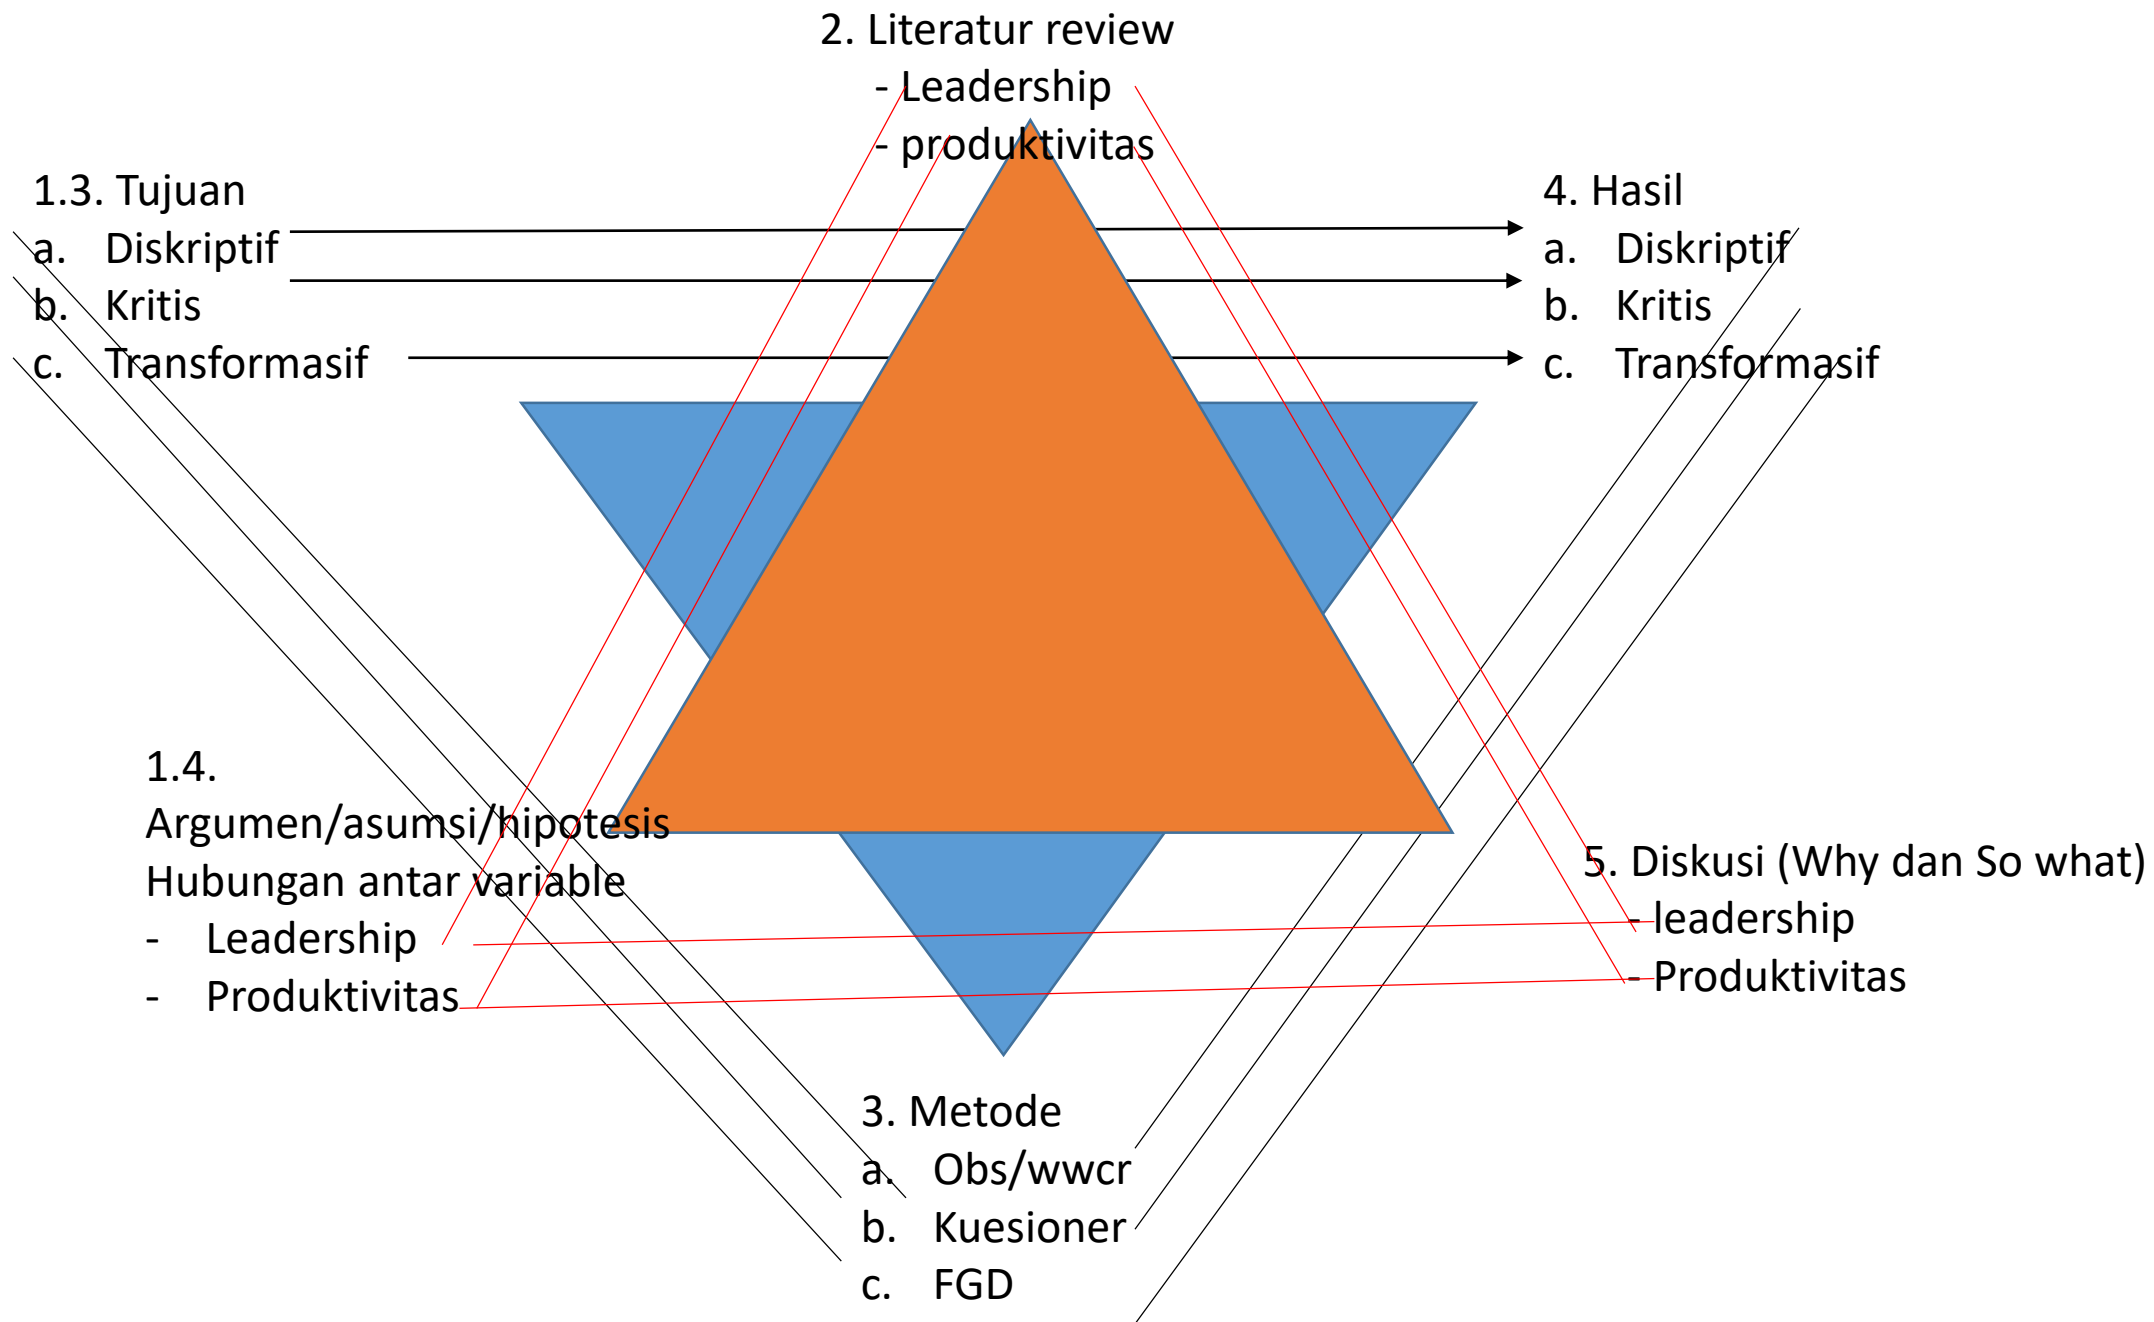 2. Literatur review
- Leadership
- produktivitas
1.3. Tujuan
a. Diskriptif
b. Kritis
c. Transformasif
4. Hasil
a. Diskriptif
b. Kritis
c. Transformasif
1.4.
Argumen/asumsi/hipotesis
Hubungan antar variable
- Leadership
- Produktivitas
5. Diskusi (Why dan So what)
- leadership
- Produktivitas
3. Metode
a. Obs/wwcr
b. Kuesioner
c. FGD